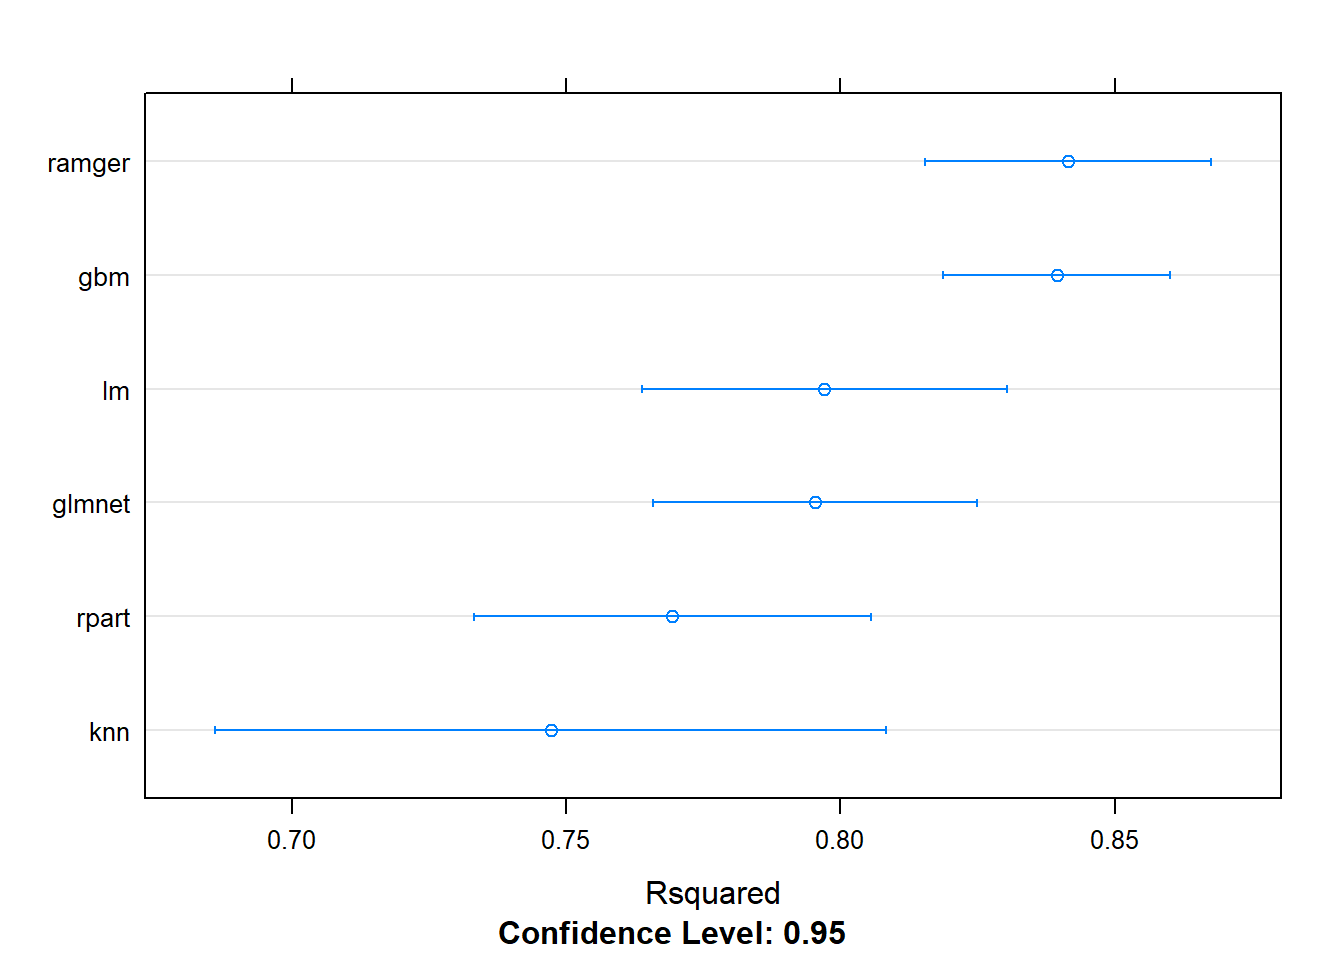 ramger
gbm
lm
glmnet
rpart
knn
0.70 0.75 0.80 0.85
Rsquared
Confidence Level: 0.95